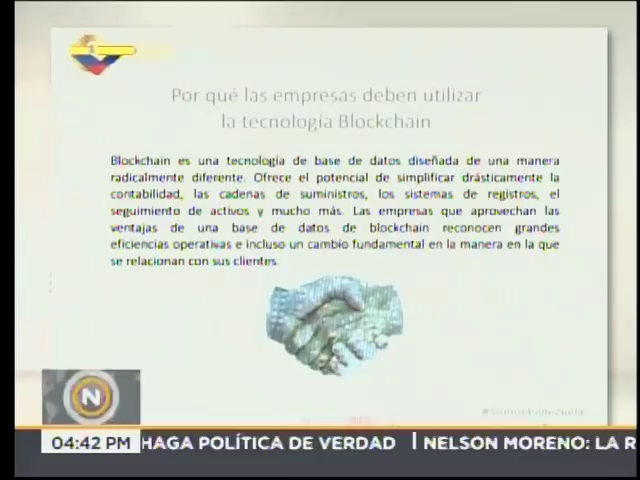 Por qué las empresas deben utilizar
la tecnología Blockchain
Blockchain es una tecnología de base de datos diseñada de una manera
radicalmente diferente. Ofrece el potencial de simplificar drásticamente la
contabilidad, las cadenas de suministros, los sistemas de registros, el
seguimiento de activos y mucho más. Las empresas que aprovechan las
ventajas de una base de datos de blockchain reconocen grandes
eficiencias operativas e incluso un cambio fundamental en la manera en la que
se relacionan con sus clientes.
N
04:42 PM HAGA POLÍTICA DE VERDAD | NELSON MORENO: LA R